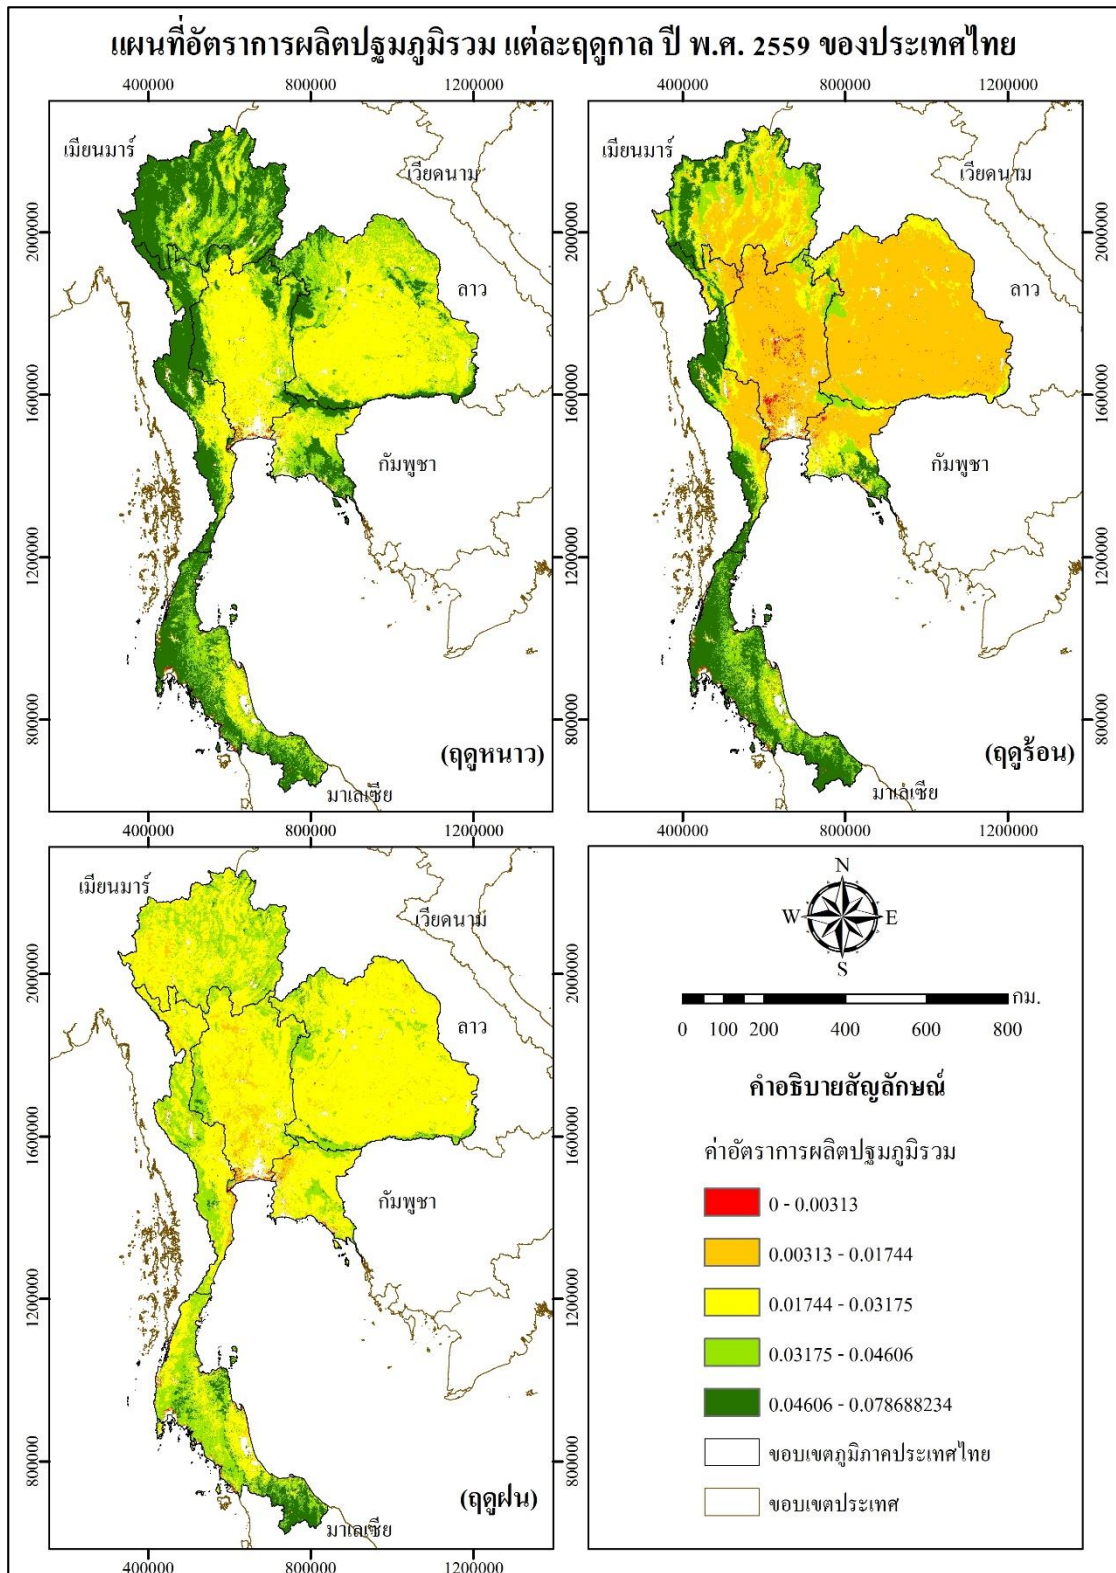 แผนที่อัตราการผลิตปฐมภูมิรวม แต่ละฤดูกาล ปี พ.ศ. 2559 ของประเทศไทย
400000 800000 1200000
เมียนมาร์
เวียดนาม
2000000 2000000
ลาว
1600000 1600000
กัมพูชา
1200000 1200000
800000 800000
(ฤดูหนาว)
มาเลเซีย
400000 800000 1200000
400000 800000 1200000
เมียนมาร์
เวียดนาม
2000000 2000000
ลาว
1600000 1600000
กัมพูชา
1200000 1200000
800000 800000
(ฤดูร้อน)
มาเลเซีย
400000 800000 1200000
เมียนมาร์
เวียดนาม
2000000 2000000
ลาว
1600000 1600000
กัมพูชา
1200000 1200000
800000 800000
(ฤดูฝน)
มาเลเซีย
400000 800000 1200000
N
W E
S
กม.
0 100 200 400 600 800
คำอธิบายสัญลักษณ์
ค่าอัตราการผลิตปฐมภูมิรวม
0 - 0.00313
0.00313 - 0.01744
0.01744 - 0.03175
0.03175 - 0.04606
0.04606 - 0.078688234
ขอบเขตภูมิภาคประเทศไทย
ขอบเขตประเทศ